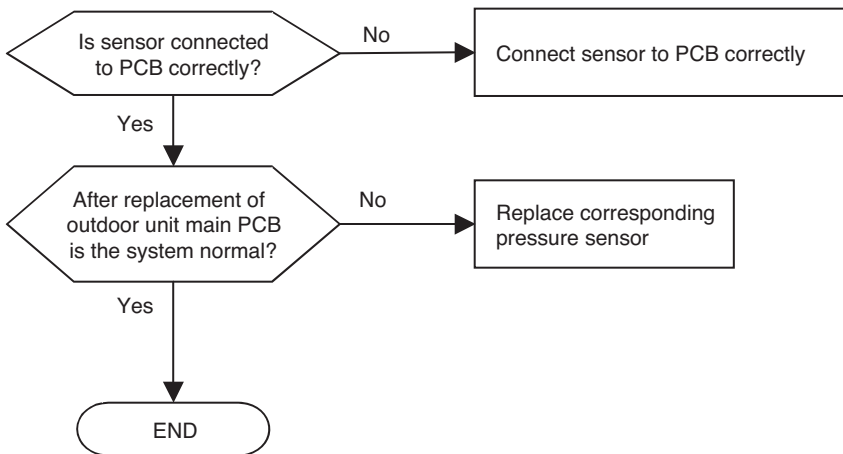 Is sensor connected
to PCB correctly?
No
Connect sensor to PCB correctly
Yes
After replacement of
outdoor unit main PCB
is the system normal?
No
Replace corresponding
pressure sensor
Yes
END